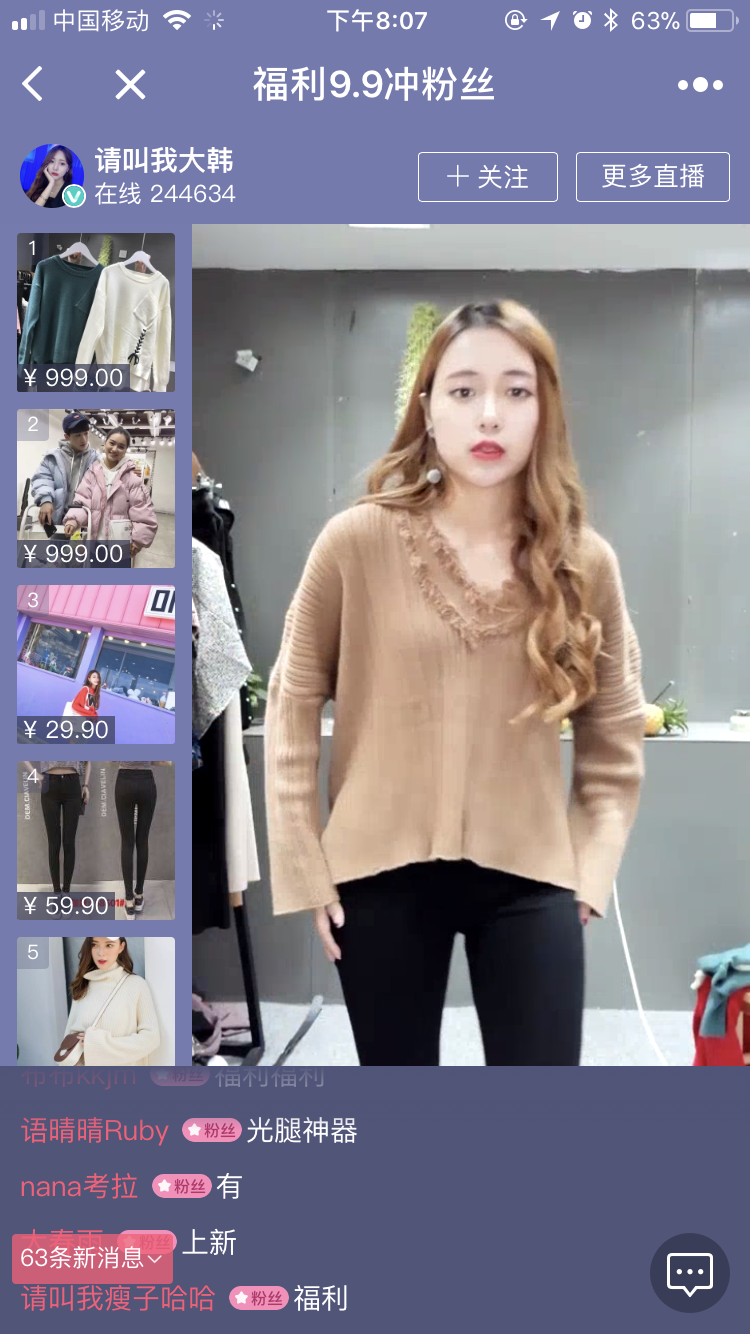 中国移动 下午8:07 63%
福利9.9冲粉丝
请叫我大韩
在线 244634
＋关注 更多直播
1
¥ 999.00
2
¥ 999.00
3
¥ 29.90
4
¥ 59.90
5
福利福利
语晴晴Ruby 粉丝 光腿神器
nana考拉 粉丝 有
粉丝 上新
63条新消息
请叫我瘦子哈哈 粉丝 福利